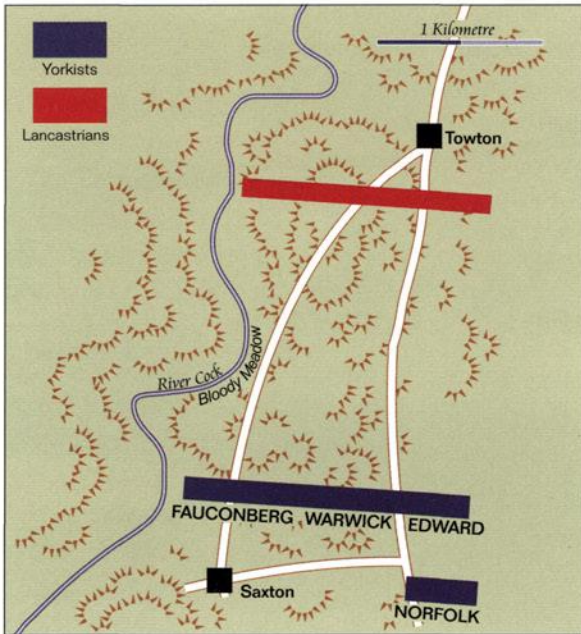 1 Kilometre
Yorkists
Lancastrians
Towton
River Cock
Bloody Meadow
FAUCONBERG WARWICK EDWARD
Saxton
NORFOLK